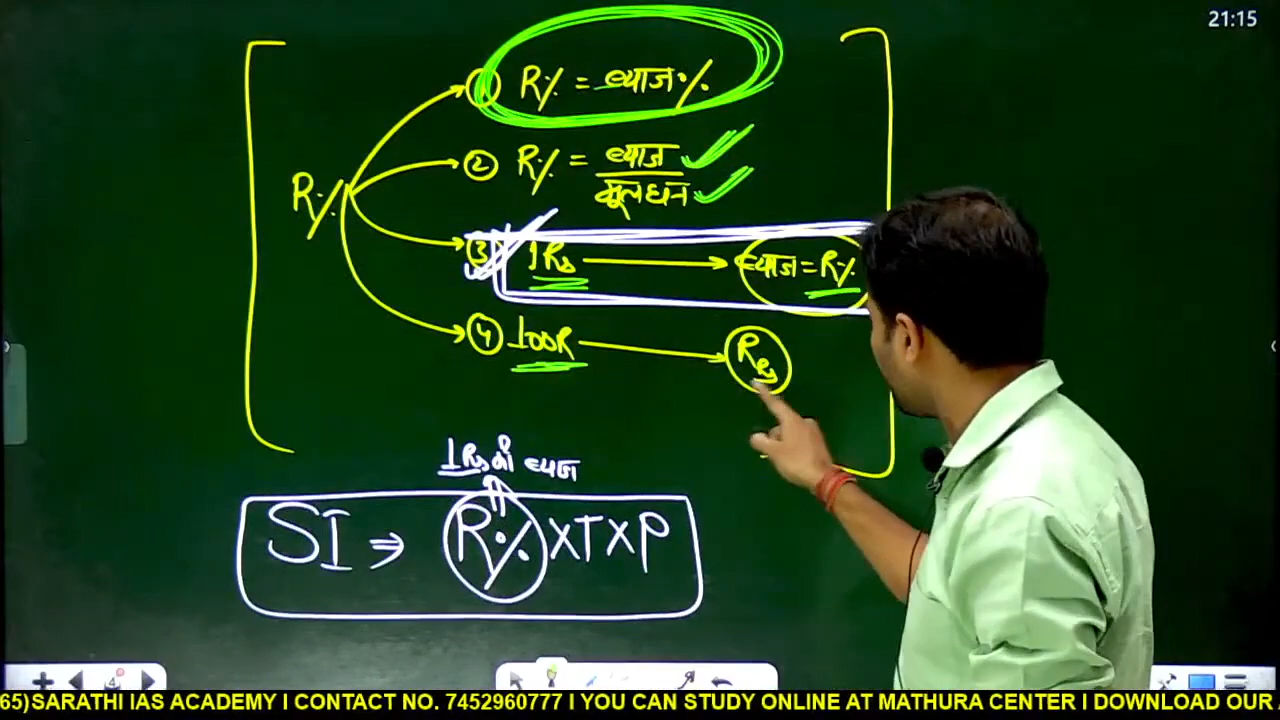 21:15
① R% = ब्याज%
R%
② R% = ब्याज / मूलधन
③ 1Rs → ब्याज = R%
④ 100R → R Rs
1Rs की ब्याज
SI ⇒ R% X T X P
4
65)SARATHI IAS ACADEMY I CONTACT NO. 7452960777 I YOU CAN STUDY ONLINE AT MATHURA CENTER I DOWNLOAD OUR